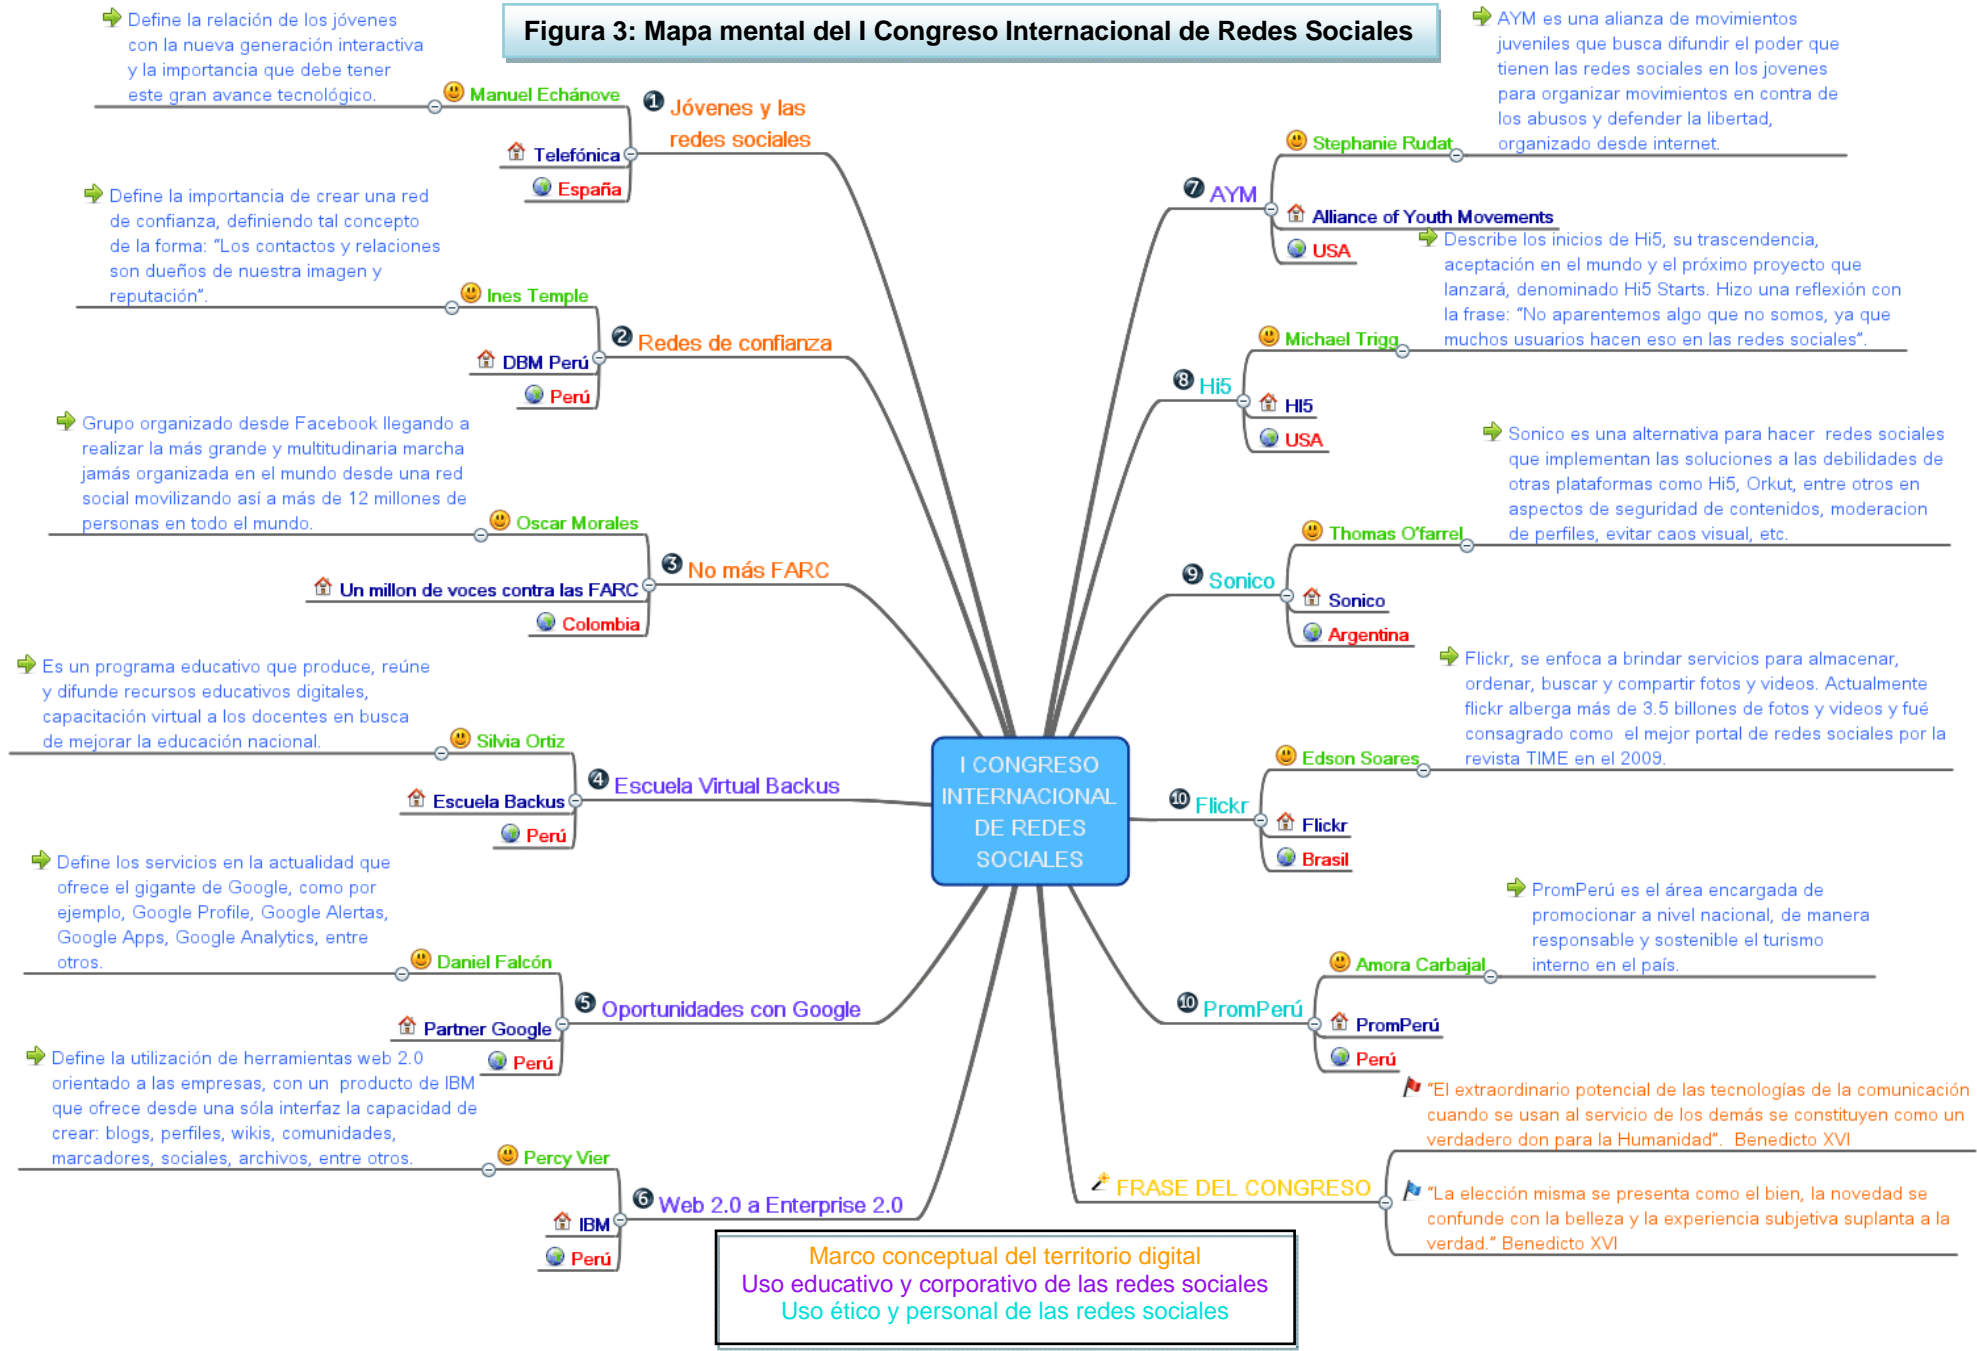 Figura 3: Mapa mental del I Congreso Internacional de Redes Sociales
Define la relación de los jóvenes
con la nueva generación interactiva
y la importancia que debe tener
este gran avance tecnológico.
Manuel Echánove
Telefónica
España
1 Jóvenes y las
redes sociales
Define la importancia de crear una red
de confianza, definiendo tal concepto
de la forma: "Los contactos y relaciones
son dueños de nuestra imagen y
reputación".
Ines Temple
DBM Perú
Perú
2 Redes de confianza
Grupo organizado desde Facebook llegando a
realizar la más grande y multitudinaria marcha
jamás organizada en el mundo desde una red
social movilizando así a más de 12 millones de
personas en todo el mundo.
Oscar Morales
Un millon de voces contra las FARC
Colombia
3 No más FARC
Es un programa educativo que produce, reúne
y difunde recursos educativos digitales,
capacitación virtual a los docentes en busca
de mejorar la educación nacional.
Silvia Ortiz
Escuela Backus
Perú
4 Escuela Virtual Backus
Define los servicios en la actualidad que
ofrece el gigante de Google, como por
ejemplo, Google Profile, Google Alertas,
Google Apps, Google Analytics, entre
otros.
Daniel Falcón
Partner Google
Perú
5 Oportunidades con Google
Define la utilización de herramientas web 2.0
orientado a las empresas, con un producto de IBM
que ofrece desde una sóla interfaz la capacidad de
crear: blogs, perfiles, wikis, comunidades,
marcadores, sociales, archivos, entre otros.
Percy Vier
IBM
Perú
6 Web 2.0 a Enterprise 2.0
I CONGRESO
INTERNACIONAL
DE REDES
SOCIALES
AYM es una alianza de movimientos
juveniles que busca difundir el poder que
tienen las redes sociales en los jovenes
para organizar movimientos en contra de
los abusos y defender la libertad,
organizado desde internet.
Stephanie Rudat
7 AYM
Alliance of Youth Movements
USA
Describe los inicios de Hi5, su trascendencia,
aceptación en el mundo y el próximo proyecto que
lanzará, denominado Hi5 Starts. Hizo una reflexión con
la frase: "No aparentemos algo que no somos, ya que
muchos usuarios hacen eso en las redes sociales".
Michael Trigg
8 Hi5
HI5
USA
Sonico es una alternativa para hacer redes sociales
que implementan las soluciones a las debilidades de
otras plataformas como Hi5, Orkut, entre otros en
aspectos de seguridad de contenidos, moderacion
de perfiles, evitar caos visual, etc.
Thomas O'farrel
9 Sonico
Sonico
Argentina
Flickr, se enfoca a brindar servicios para almacenar,
ordenar, buscar y compartir fotos y videos. Actualmente
flickr alberga más de 3.5 billones de fotos y videos y fué
consagrado como el mejor portal de redes sociales por la
revista TIME en el 2009.
Edson Soares
10 Flickr
Flickr
Brasil
PromPerú es el área encargada de
promocionar a nivel nacional, de manera
responsable y sostenible el turismo
interno en el país.
Amora Carbajal
10 PromPerú
PromPerú
Perú
"El extraordinario potencial de las tecnologías de la comunicación
cuando se usan al servicio de los demás se constituyen como un
verdadero don para la Humanidad". Benedicto XVI
FRASE DEL CONGRESO
"La elección misma se presenta como el bien, la novedad se
confunde con la belleza y la experiencia subjetiva suplanta a la
verdad." Benedicto XVI
Marco conceptual del territorio digital
Uso educativo y corporativo de las redes sociales
Uso ético y personal de las redes sociales